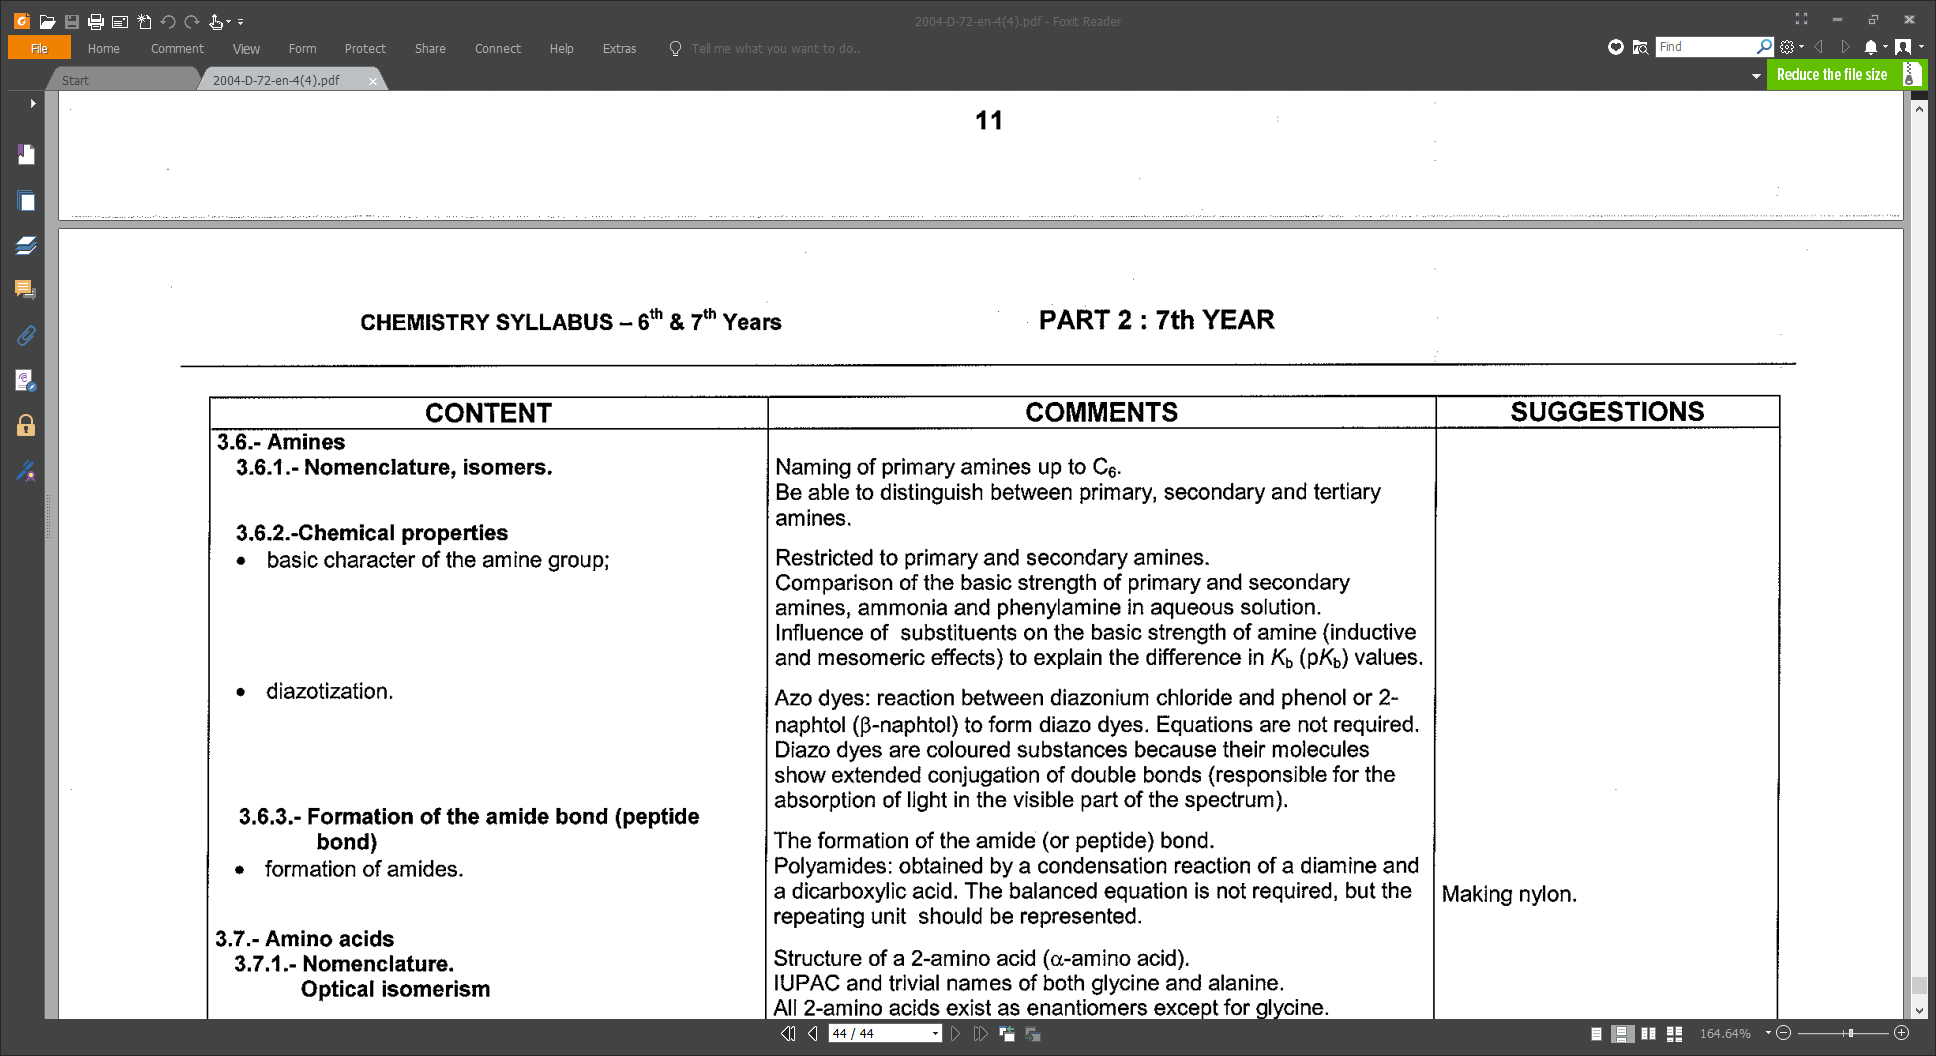 2004-D-72-en-4(4).pdf - Foxit Reader
File Home Comment View Form Protect Share Connect Help Extras Tell me what you want to do.. Find
Start 2004-D-72-en-4(4).pdf Reduce the file size
11
CHEMISTRY SYLLABUS – 6th & 7th Years PART 2 : 7th YEAR
CONTENT COMMENTS SUGGESTIONS
3.6.- Amines
3.6.1.- Nomenclature, isomers.
Naming of primary amines up to C6.
Be able to distinguish between primary, secondary and tertiary
amines.
3.6.2.-Chemical properties
• basic character of the amine group;
Restricted to primary and secondary amines.
Comparison of the basic strength of primary and secondary
amines, ammonia and phenylamine in aqueous solution.
Influence of substituents on the basic strength of amine (inductive
and mesomeric effects) to explain the difference in Kb (pKb) values.
• diazotization.
Azo dyes: reaction between diazonium chloride and phenol or 2-
naphtol (β-naphtol) to form diazo dyes. Equations are not required.
Diazo dyes are coloured substances because their molecules
show extended conjugation of double bonds (responsible for the
absorption of light in the visible part of the spectrum).
3.6.3.- Formation of the amide bond (peptide
bond)
• formation of amides.
The formation of the amide (or peptide) bond.
Polyamides: obtained by a condensation reaction of a diamine and
a dicarboxylic acid. The balanced equation is not required, but the
repeating unit should be represented.
Making nylon.
3.7.- Amino acids
3.7.1.- Nomenclature.
Optical isomerism
Structure of a 2-amino acid (α-amino acid).
IUPAC and trivial names of both glycine and alanine.
All 2-amino acids exist as enantiomers except for glycine.
44 / 44 164.64%